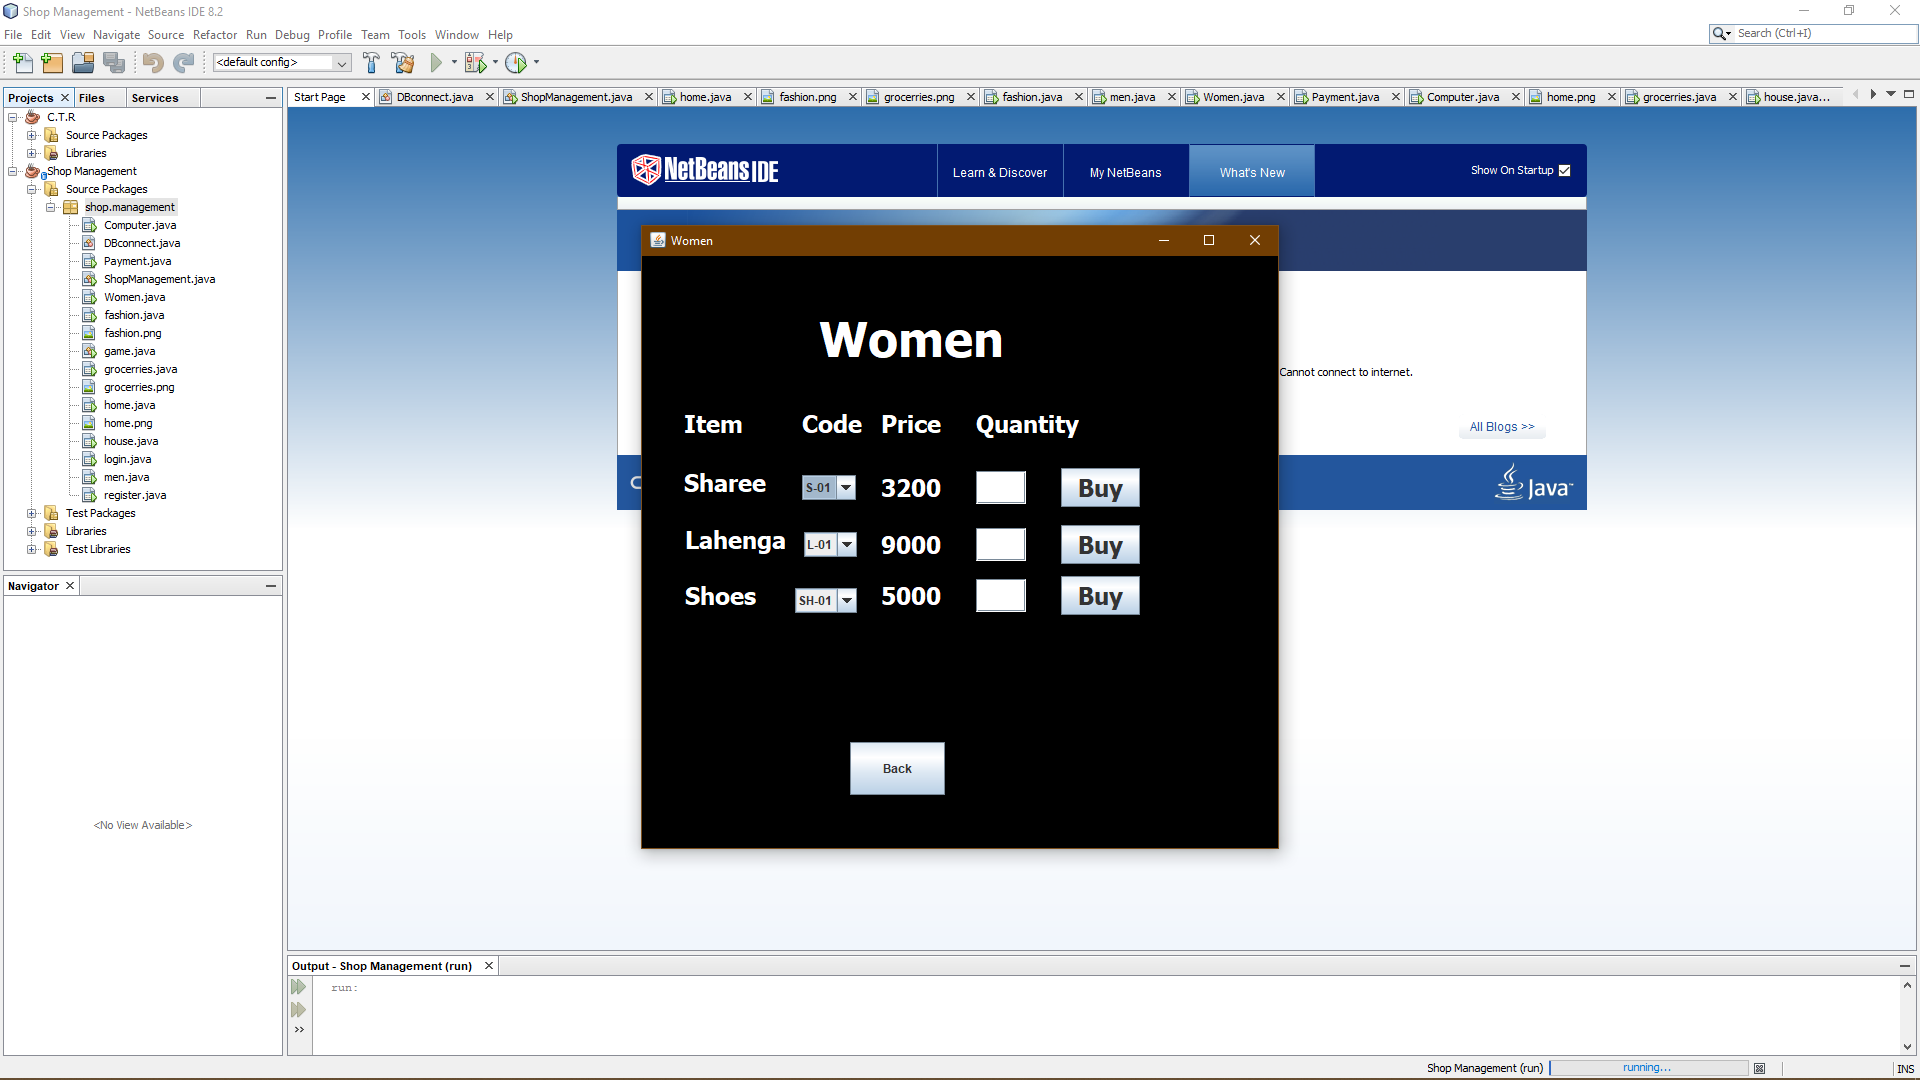 Shop Management - NetBeans IDE 8.2
File Edit View Navigate Source Refactor Run Debug Profile Team Tools Window Help
Search (Ctrl+I)
<default config>
Projects Files Services
Start Page DBconnect.java ShopManagement.java home.java fashion.png grocerries.png fashion.java men.java Women.java Payment.java Computer.java home.png grocerries.java house.java...
C.T.R
Source Packages
Libraries
Shop Management
Source Packages
shop.management
Computer.java
DBconnect.java
Payment.java
ShopManagement.java
Women.java
fashion.java
fashion.png
game.java
grocerries.java
grocerries.png
home.java
home.png
house.java
login.java
men.java
register.java
Test Packages
Libraries
Test Libraries
Navigator
<No View Available>
NetBeans IDE
Learn & Discover My NetBeans What's New
Show On Startup
Cannot connect to internet.
All Blogs >>
Java™
Women
Women
Item Code Price Quantity
Sharee S-01 3200 Buy
Lahenga L-01 9000 Buy
Shoes SH-01 5000 Buy
Back
Output - Shop Management (run)
run:
>>
Shop Management (run) running... INS